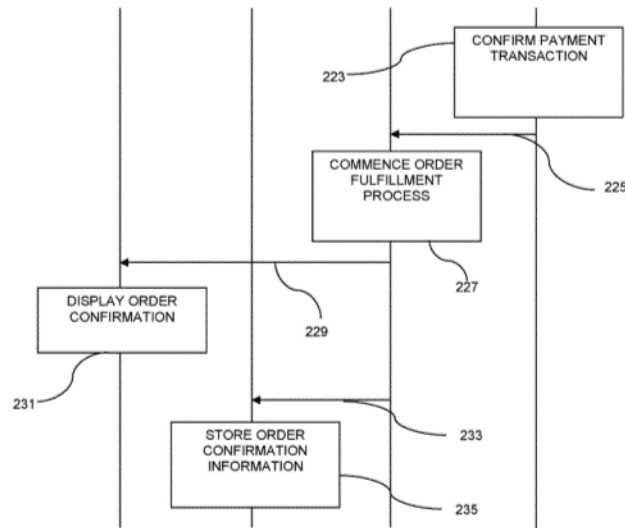 CONFIRM PAYMENT
TRANSACTION
223
225
COMMENCE ORDER
FULFILLMENT
PROCESS
227
229
DISPLAY ORDER
CONFIRMATION
231
233
STORE ORDER
CONFIRMATION
INFORMATION
235